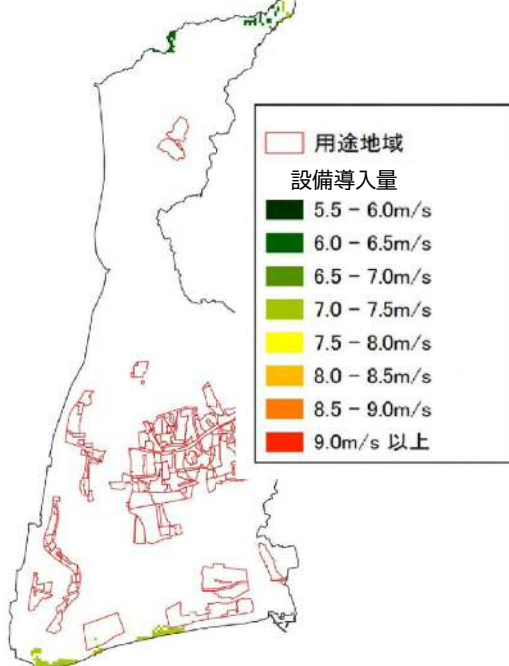 用途地域
設備導入量
5.5 - 6.0m/s
6.0 - 6.5m/s
6.5 - 7.0m/s
7.0 - 7.5m/s
7.5 - 8.0m/s
8.0 - 8.5m/s
8.5 - 9.0m/s
9.0m/s 以上